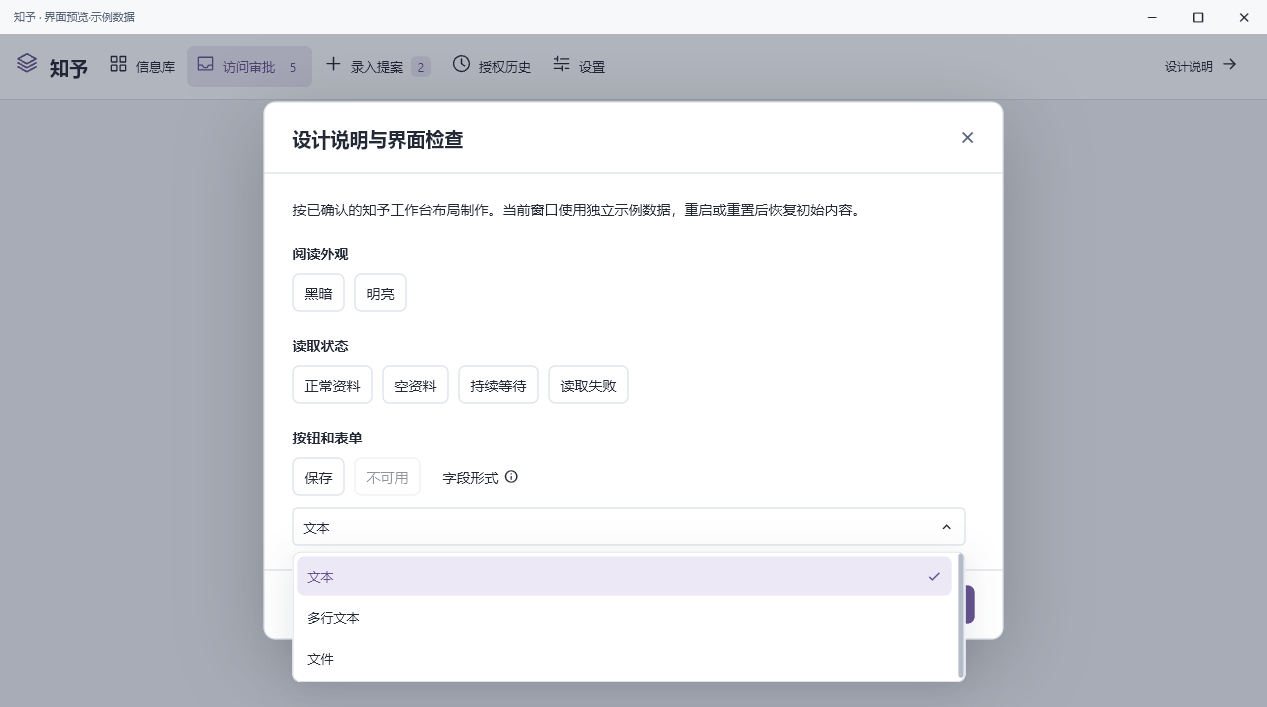 知予 · 界面预览·示例数据
知予 信息库 访问审批 5 录入提案 2 授权历史 设置 设计说明
设计说明与界面检查
按已确认的知予工作台布局制作。当前窗口使用独立示例数据，重启或重置后恢复初始内容。
阅读外观
黑暗 明亮
读取状态
正常资料 空资料 持续等待 读取失败
按钮和表单
保存 不可用 字段形式
文本
文本
多行文本
文件